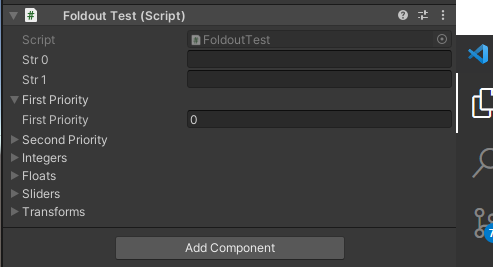 Foldout Test (Script)
Script FoldoutTest
Str 0
Str 1
First Priority
First Priority 0
Second Priority
Integers
Floats
Sliders
Transforms
Add Component
7